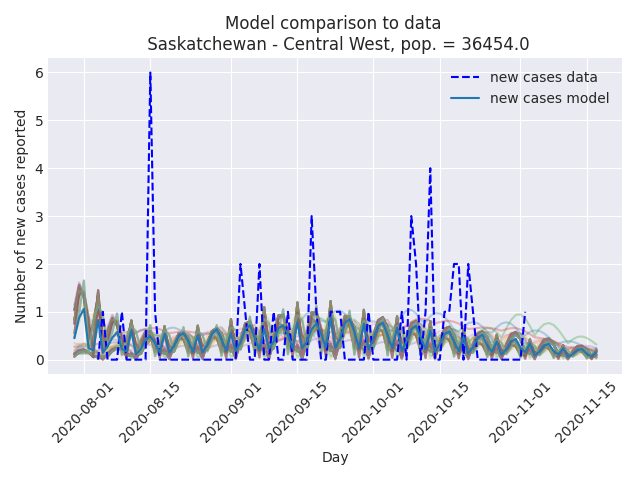 Model comparison to data
Saskatchewan - Central West, pop. = 36454.0
new cases data
new cases model
Number of new cases reported
6
5
4
3
2
1
0
2020-08-01
2020-08-15
2020-09-01
2020-09-15
2020-10-01
2020-10-15
2020-11-01
2020-11-15
Day